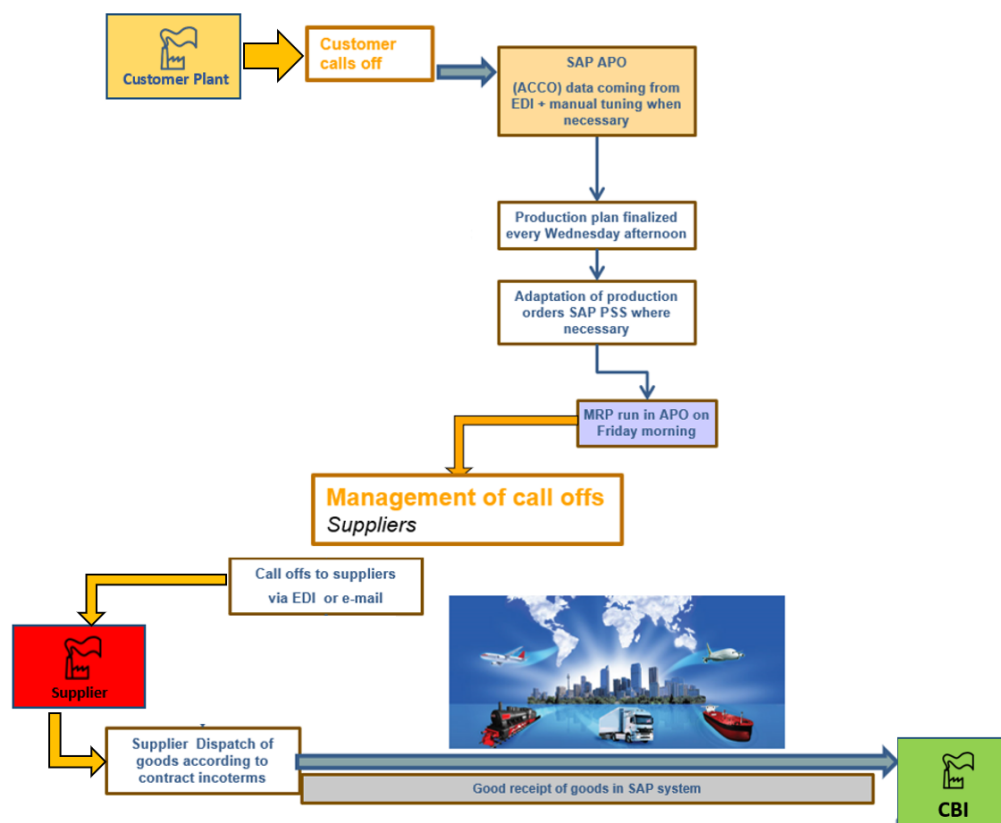 Customer Plant
Customer
calls off
SAP APO
(ACCO) data coming from
EDI + manual tuning when
necessary
Production plan finalized
every Wednesday afternoon
Adaptation of production
orders SAP PSS where
necessary
MRP run in APO on
Friday morning
Management of call offs
Suppliers
Call offs to suppliers
via EDI or e-mail
Supplier
Supplier Dispatch of
goods according to
contract incoterms
Good receipt of goods in SAP system
CBI